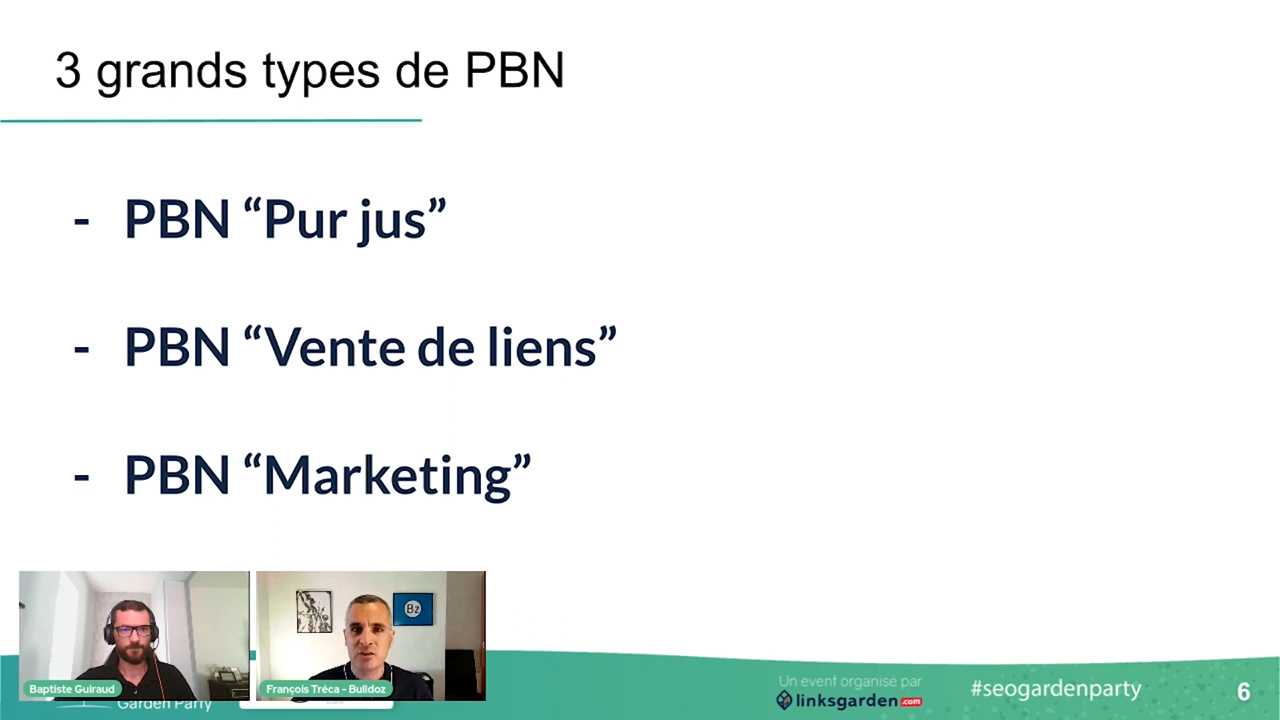 3 grands types de PBN
- PBN “Pur jus”
- PBN “Vente de liens”
- PBN “Marketing”
Bz
Baptiste Guiraud
François Tréca - Bulldoz
Garden Party
Un event organisé par
linksgarden.com
#seogardenparty
6